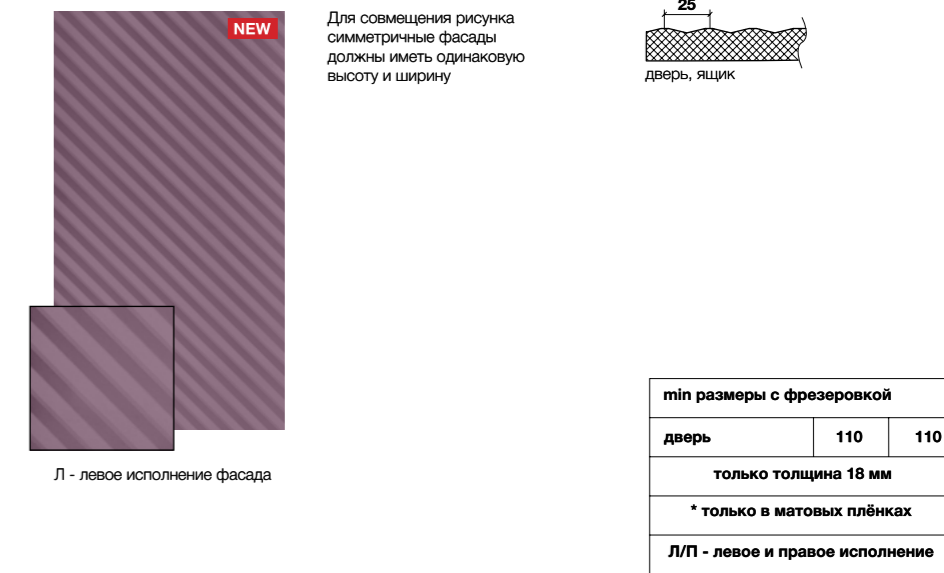 NEW
Для совмещения рисунка
симметричные фасады
должны иметь одинаковую
высоту и ширину
25
дверь, ящик
Л - левое исполнение фасада
min размеры с фрезеровкой
дверь 110 110
только толщина 18 мм
* только в матовых плёнках
Л/П - левое и правое исполнение